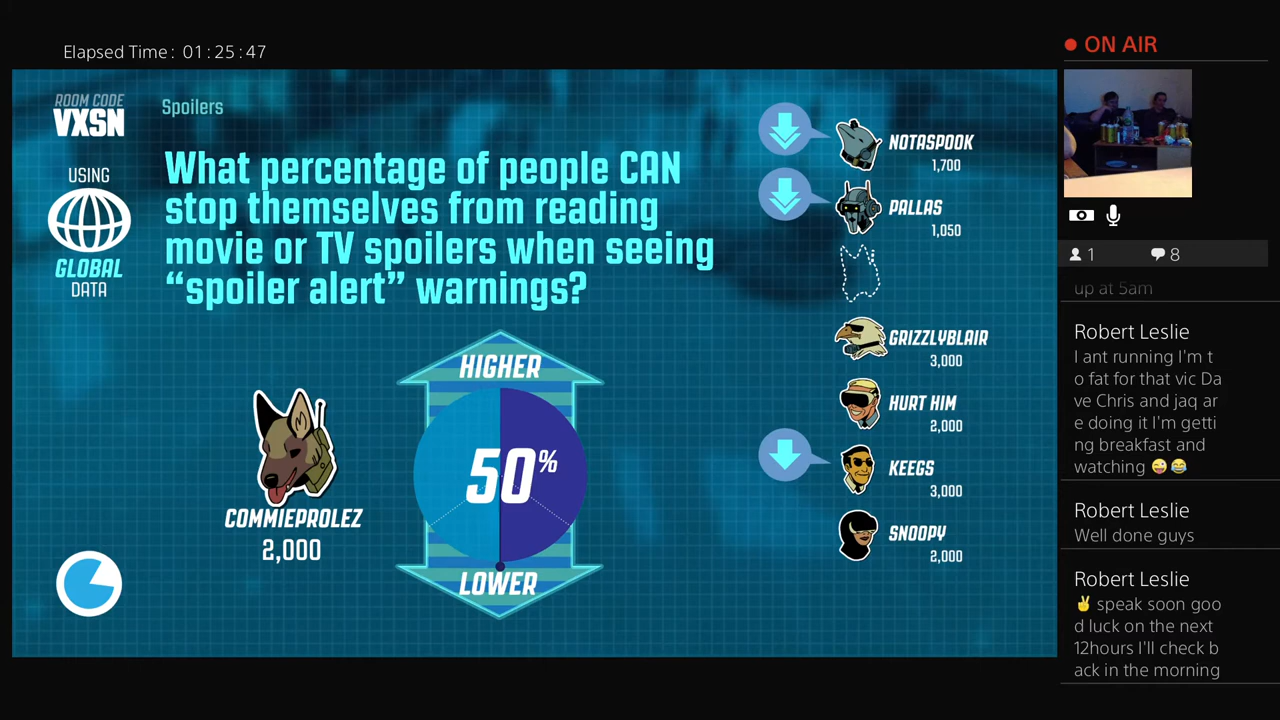 Elapsed Time: 01:25:47
ON AIR
ROOM CODE
VXSN
USING
GLOBAL
DATA
Spoilers
What percentage of people CAN
stop themselves from reading
movie or TV spoilers when seeing
“spoiler alert” warnings?
HIGHER
50%
LOWER
COMMIEPROLEZ
2,000
NOTASPOOK
1,700
PALLAS
1,050
GRIZZLYBLAIR
3,000
HURT HIM
2,000
KEEGS
3,000
SNOOPY
2,000
1
8
up at 5am
Robert Leslie
I ant running I'm t
o fat for that vic Da
ve Chris and jaq ar
e doing it I'm getti
ng breakfast and
watching 😜😂
Robert Leslie
Well done guys
Robert Leslie
✌ speak soon goo
d luck on the next
12hours I'll check b
ack in the morning